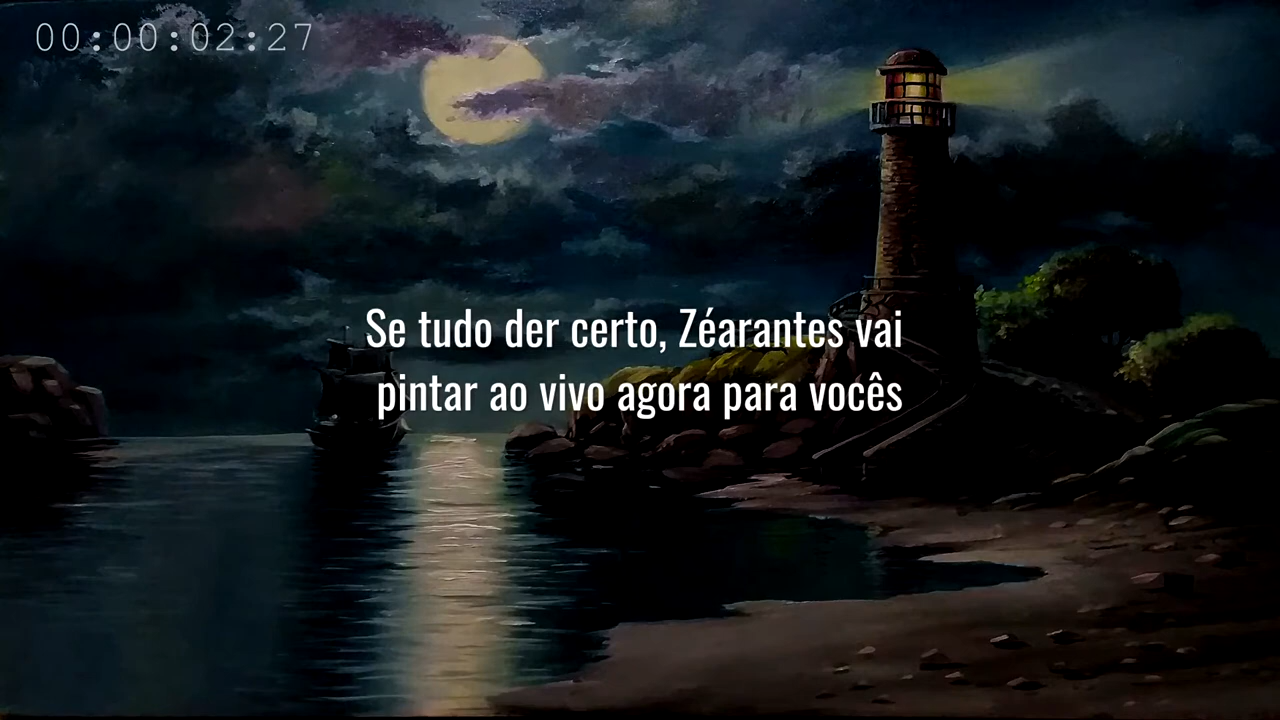 00:00:02:27
Se tudo der certo, Zéarantes vai
pintar ao vivo agora para vocês